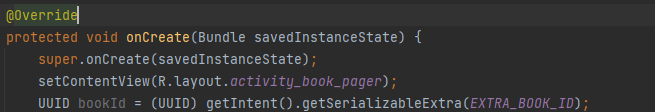 @Override
protected void onCreate(Bundle savedInstanceState) {
super.onCreate(savedInstanceState);
setContentView(R.layout.activity_book_pager);
UUID bookId = (UUID) getIntent().getSerializableExtra(EXTRA_BOOK_ID);